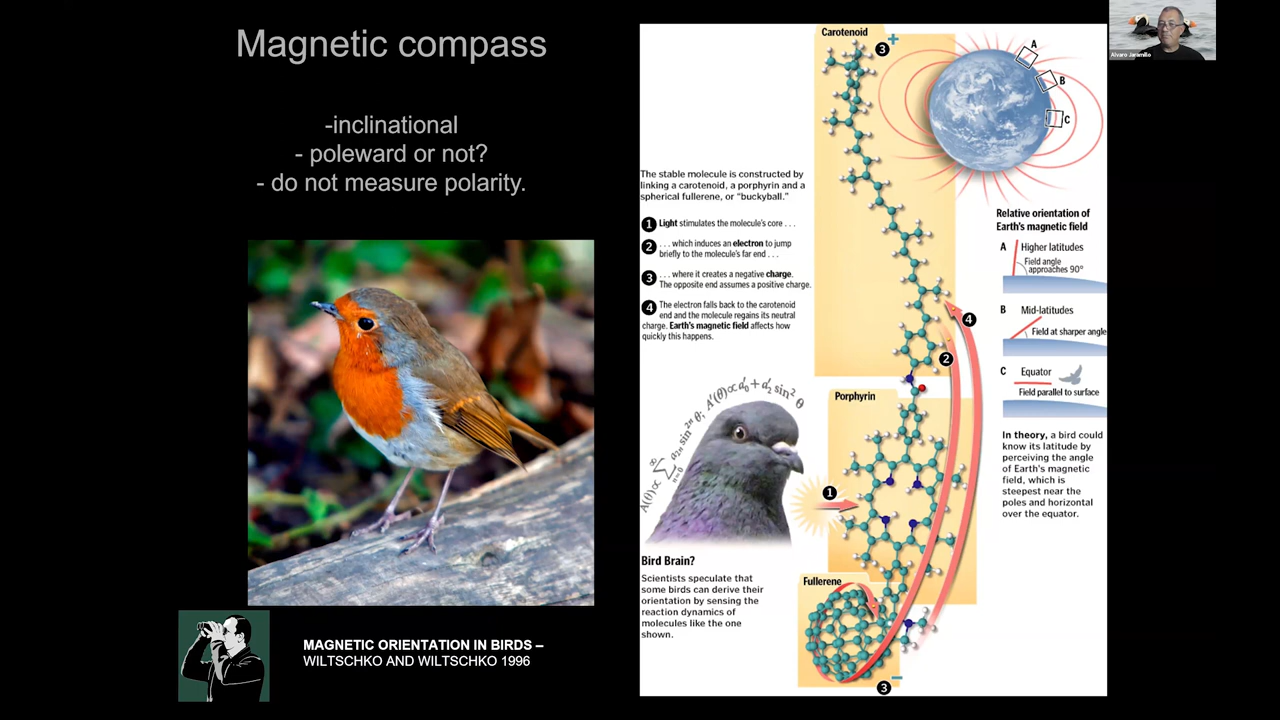 Magnetic compass
-inclinational
- poleward or not?
- do not measure polarity.
MAGNETIC ORIENTATION IN BIRDS –
WILTSCHKO AND WILTSCHKO 1996
The stable molecule is constructed by
linking a carotenoid, a porphyrin and a
spherical fullerene, or “buckyball.”
1 Light stimulates the molecule's core . . .
2 . . . which induces an electron to jump
briefly to the molecule's far end . . .
3 . . . where it creates a negative charge.
The opposite end assumes a positive charge.
4 The electron falls back to the carotenoid
end and the molecule regains its neutral
charge. Earth's magnetic field affects how
quickly this happens.
Bird Brain?
Scientists speculate that
some birds can derive their
orientation by sensing the
reaction dynamics of
molecules like the one
shown.
Carotenoid
3 +
2
4
Porphyrin
1
Fullerene
3 −
A
B
C
Relative orientation of
Earth's magnetic field
A Higher latitudes
Field angle
approaches 90°
B Mid-latitudes
Field at sharper angle
C Equator
Field parallel to surface
In theory, a bird could
know its latitude by
perceiving the angle
of Earth's magnetic
field, which is
steepest near the
poles and horizontal
over the equator.
Alvaro Jaramillo